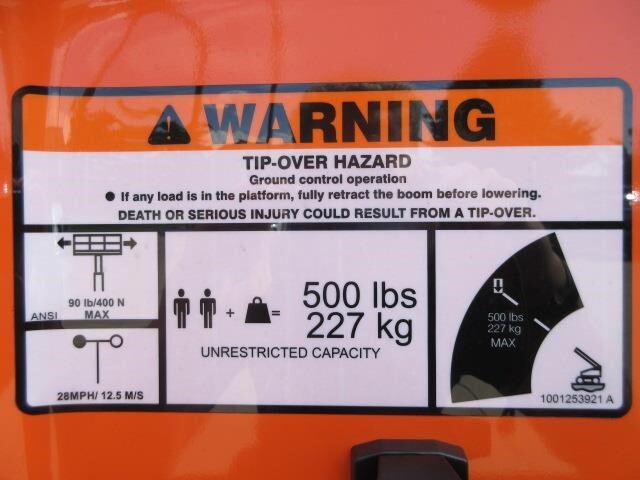 WARNING
TIP-OVER HAZARD
Ground control operation
● If any load is in the platform, fully retract the boom before lowering.
DEATH OR SERIOUS INJURY COULD RESULT FROM A TIP-OVER.
90 lb/400 N
ANSI MAX
28MPH/ 12.5 M/S
+ = 500 lbs
227 kg
UNRESTRICTED CAPACITY
500 lbs
227 kg
MAX
1001253921 A